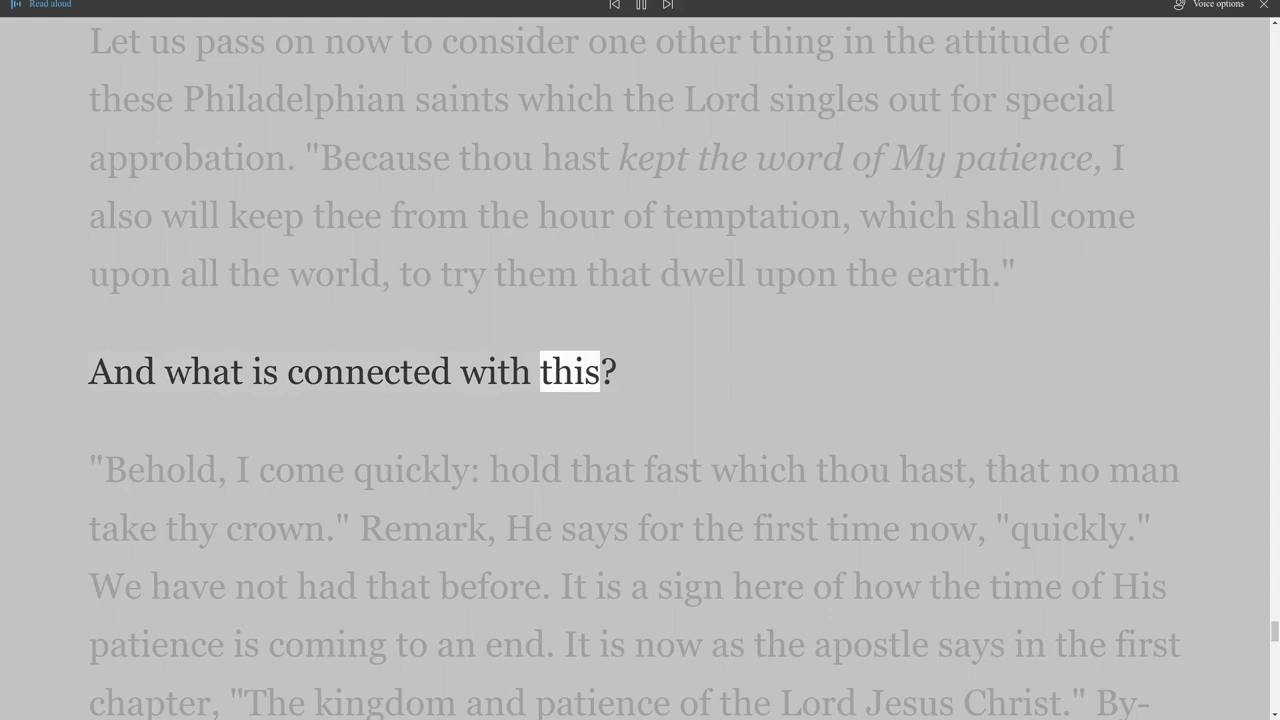 Read aloud
Voice options
Let us pass on now to consider one other thing in the attitude of
these Philadelphian saints which the Lord singles out for special
approbation. "Because thou hast kept the word of My patience, I
also will keep thee from the hour of temptation, which shall come
upon all the world, to try them that dwell upon the earth."
And what is connected with this?
"Behold, I come quickly: hold that fast which thou hast, that no man
take thy crown." Remark, He says for the first time now, "quickly."
We have not had that before. It is a sign here of how the time of His
patience is coming to an end. It is now as the apostle says in the first
chapter, "The kingdom and patience of the Lord Jesus Christ." By-